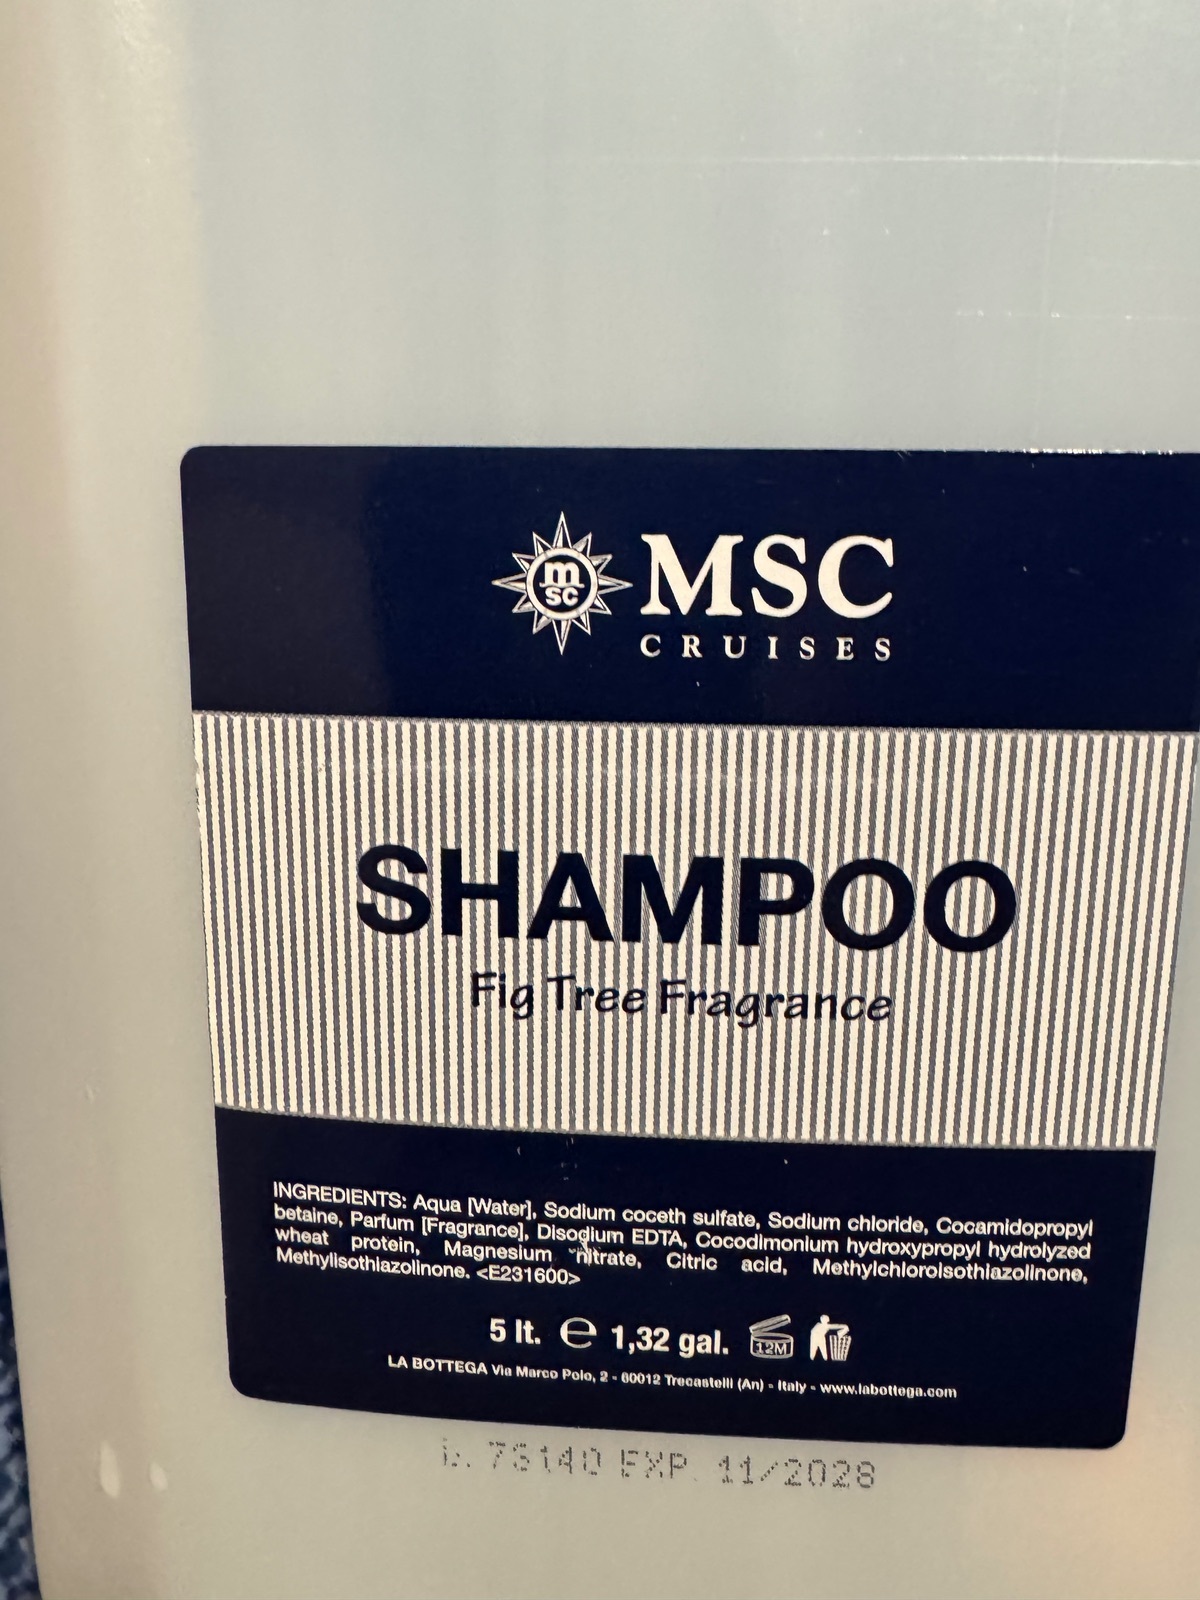 m
sc
MSC
CRUISES
SHAMPOO
Fig Tree Fragrance
INGREDIENTS: Aqua [Water], Sodium coceth sulfate, Sodium chloride, Cocamidopropyl
betaine, Parfum [Fragrance], Disodium EDTA, Cocodimonium hydroxypropyl hydrolyzed
wheat protein, Magnesium nitrate, Citric acid, Methylchloroisothiazolinone,
Methylisothiazolinone. <E231600>
5 lt. e 1,32 gal. 12M
LA BOTTEGA Via Marco Polo, 2 - 60012 Trecastelli (An) - Italy - www.labottega.com
EXP. 11/2028